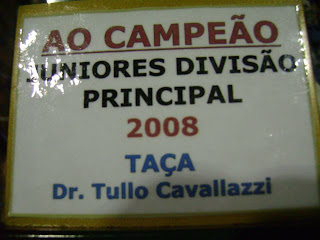 AO CAMPEÃO
JUNIORES DIVISÃO
PRINCIPAL
2008
TAÇA
Dr. Tullo Cavallazzi